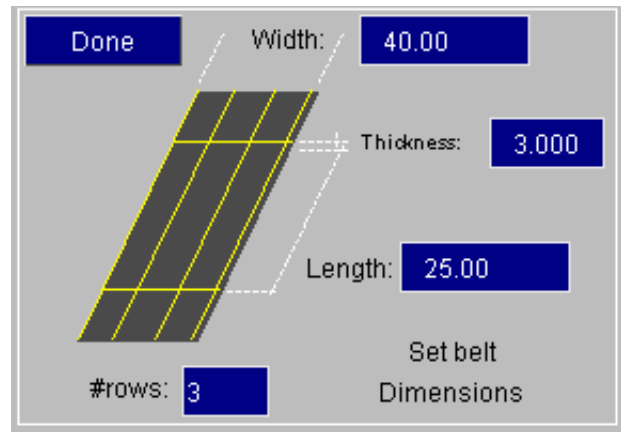 Done Width: 40.00
Thickness: 3.000
Length: 25.00
Set belt
#rows: 3 Dimensions